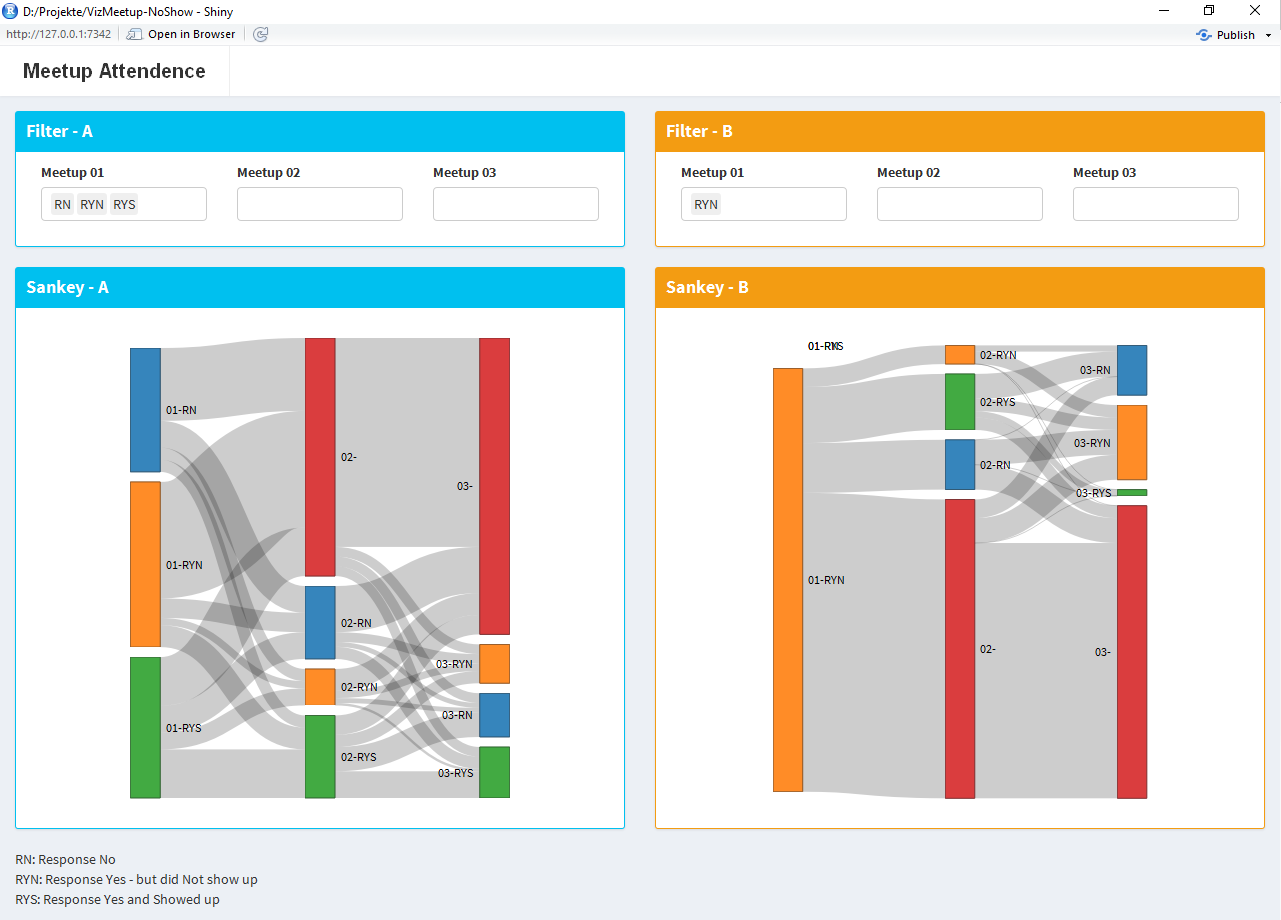 D:/Projekte/VizMeetup-NoShow - Shiny
http://127.0.0.1:7342 Open in Browser Publish
Meetup Attendence
Filter - A
Meetup 01 Meetup 02 Meetup 03
RN RYN RYS
Filter - B
Meetup 01 Meetup 02 Meetup 03
RYN
Sankey - A
01-RN
02-
03-
01-RYN
02-RN
03-RYN
02-RYN
03-RN
01-RYS
02-RYS
03-RYS
Sankey - B
02-RYN
03-RN
02-RYS
03-RYN
02-RN
03-RYS
01-RYN
02-
03-
RN: Response No
RYN: Response Yes - but did Not show up
RYS: Response Yes and Showed up